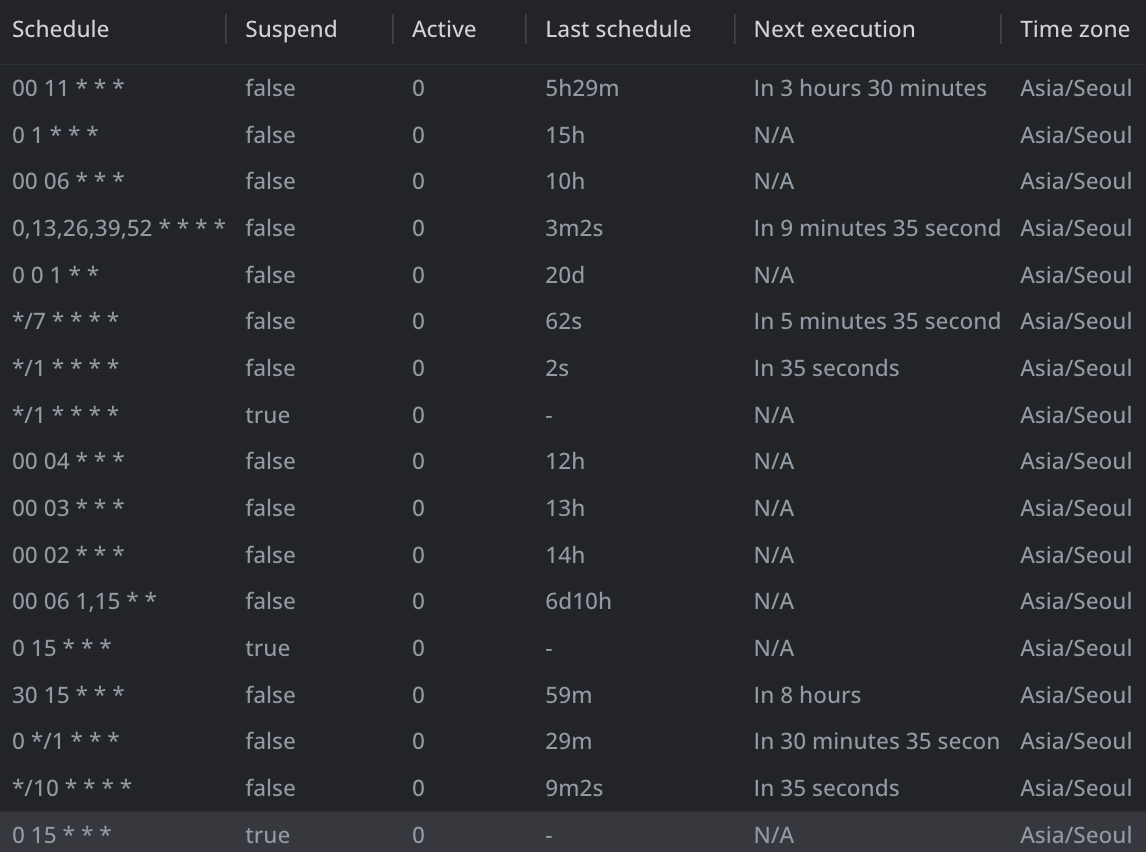 Schedule Suspend Active Last schedule Next execution Time zone
00 11 * * * false 0 5h29m In 3 hours 30 minutes Asia/Seoul
0 1 * * * false 0 15h N/A Asia/Seoul
00 06 * * * false 0 10h N/A Asia/Seoul
0,13,26,39,52 * * * * false 0 3m2s In 9 minutes 35 second Asia/Seoul
0 0 1 * * false 0 20d N/A Asia/Seoul
*/7 * * * * false 0 62s In 5 minutes 35 second Asia/Seoul
*/1 * * * * false 0 2s In 35 seconds Asia/Seoul
*/1 * * * * true 0 - N/A Asia/Seoul
00 04 * * * false 0 12h N/A Asia/Seoul
00 03 * * * false 0 13h N/A Asia/Seoul
00 02 * * * false 0 14h N/A Asia/Seoul
00 06 1,15 * * false 0 6d10h N/A Asia/Seoul
0 15 * * * true 0 - N/A Asia/Seoul
30 15 * * * false 0 59m In 8 hours Asia/Seoul
0 */1 * * * false 0 29m In 30 minutes 35 secon Asia/Seoul
*/10 * * * * false 0 9m2s In 35 seconds Asia/Seoul
0 15 * * * true 0 - N/A Asia/Seoul